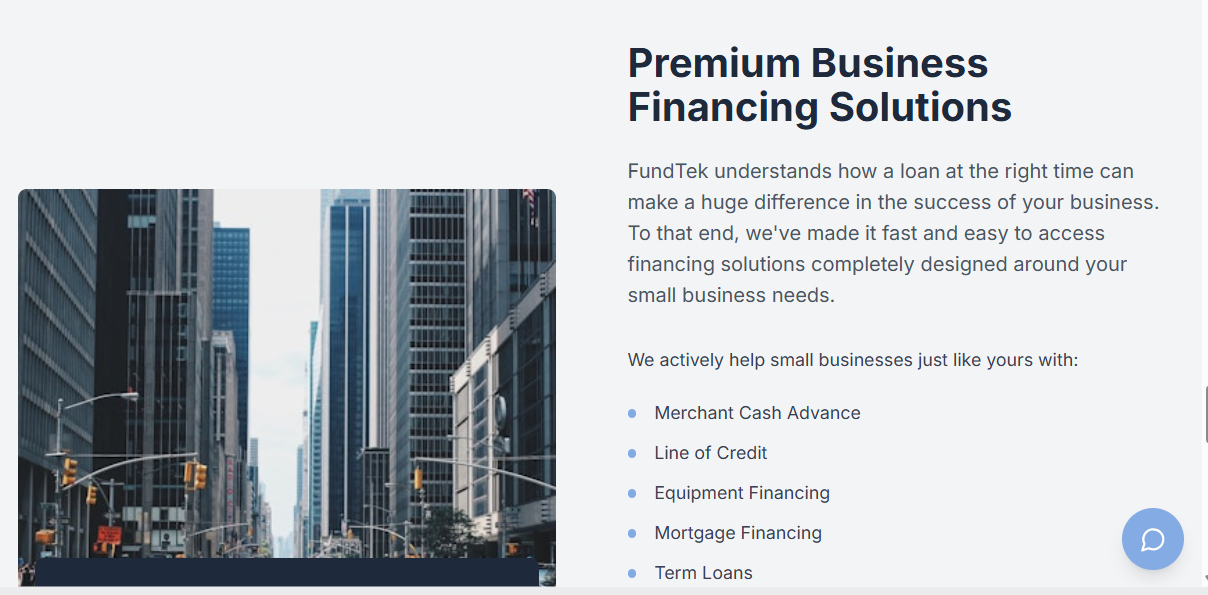 Premium Business
Financing Solutions
FundTek understands how a loan at the right time can
make a huge difference in the success of your business.
To that end, we've made it fast and easy to access
financing solutions completely designed around your
small business needs.
We actively help small businesses just like yours with:
Merchant Cash Advance
Line of Credit
Equipment Financing
Mortgage Financing
Term Loans